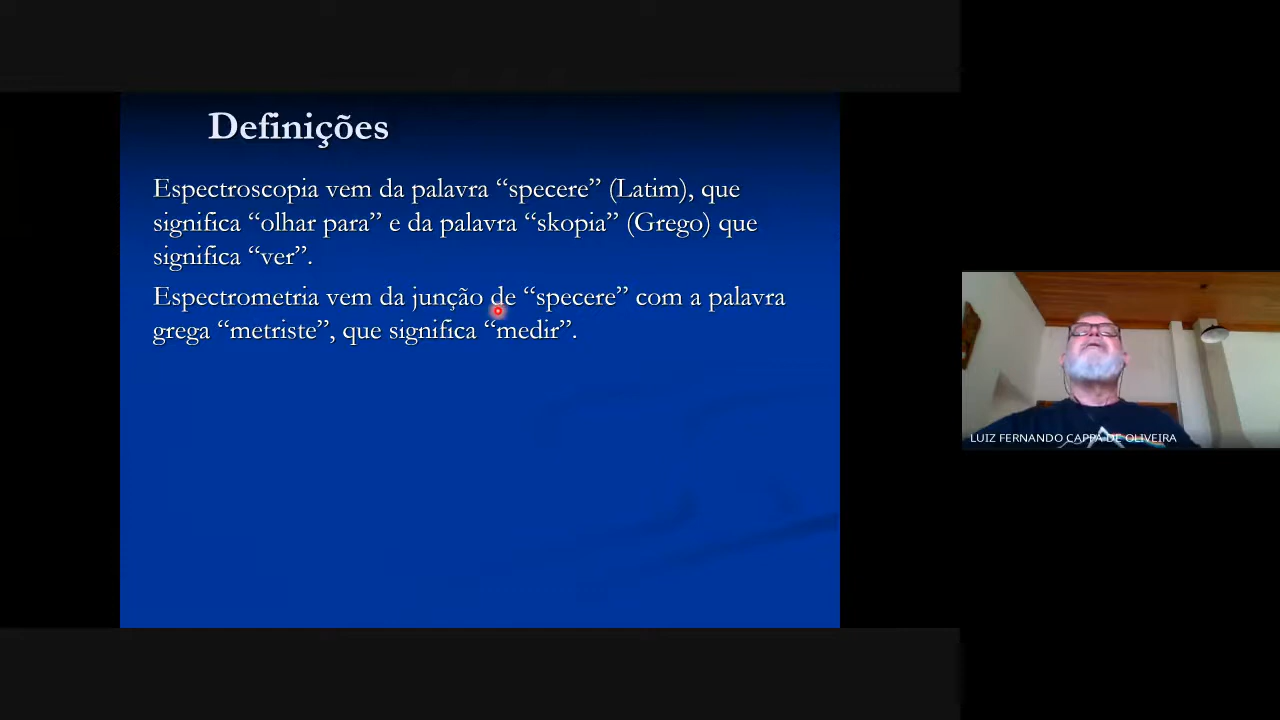 Definições
Espectroscopia vem da palavra “specere” (Latim), que
significa “olhar para” e da palavra “skopia” (Grego) que
significa “ver”.
Espectrometria vem da junção de “specere” com a palavra
grega “metriste”, que significa “medir”.
LUIZ FERNANDO CAPPA DE OLIVEIRA